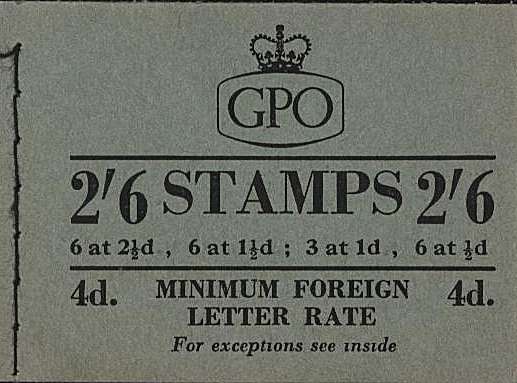 GPO
2'6 STAMPS 2'6
6 at 2½d , 6 at 1½d ; 3 at 1d , 6 at ½d
4d. MINIMUM FOREIGN 4d.
LETTER RATE
For exceptions see inside